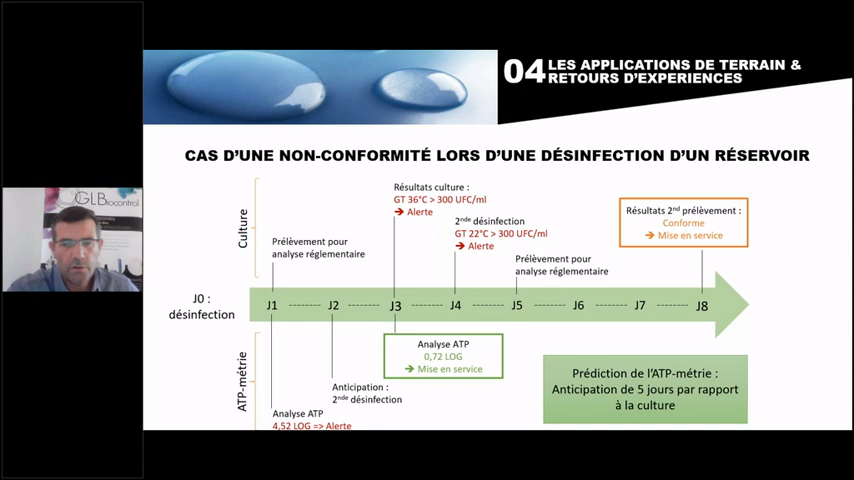 04 LES APPLICATIONS DE TERRAIN &
RETOURS D'EXPERIENCES
CAS D'UNE NON-CONFORMITÉ LORS D'UNE DÉSINFECTION D'UN RÉSERVOIR
GLBiocontrol
Culture
Prélèvement pour
analyse réglementaire
Résultats culture :
GT 36°C > 300 UFC/ml
➔ Alerte
2nde désinfection
GT 22°C > 300 UFC/ml
➔ Alerte
Prélèvement pour
analyse réglementaire
Résultats 2nd prélèvement :
Conforme
➔ Mise en service
J0 :
désinfection
J1 -------- J2 -------- J3 -------- J4 -------- J5 -------- J6 -------- J7 -------- J8
ATP-métrie
Analyse ATP
4,52 LOG => Alerte
Anticipation :
2nde désinfection
Analyse ATP
0,72 LOG
➔ Mise en service
Prédiction de l'ATP-métrie :
Anticipation de 5 jours par rapport
à la culture